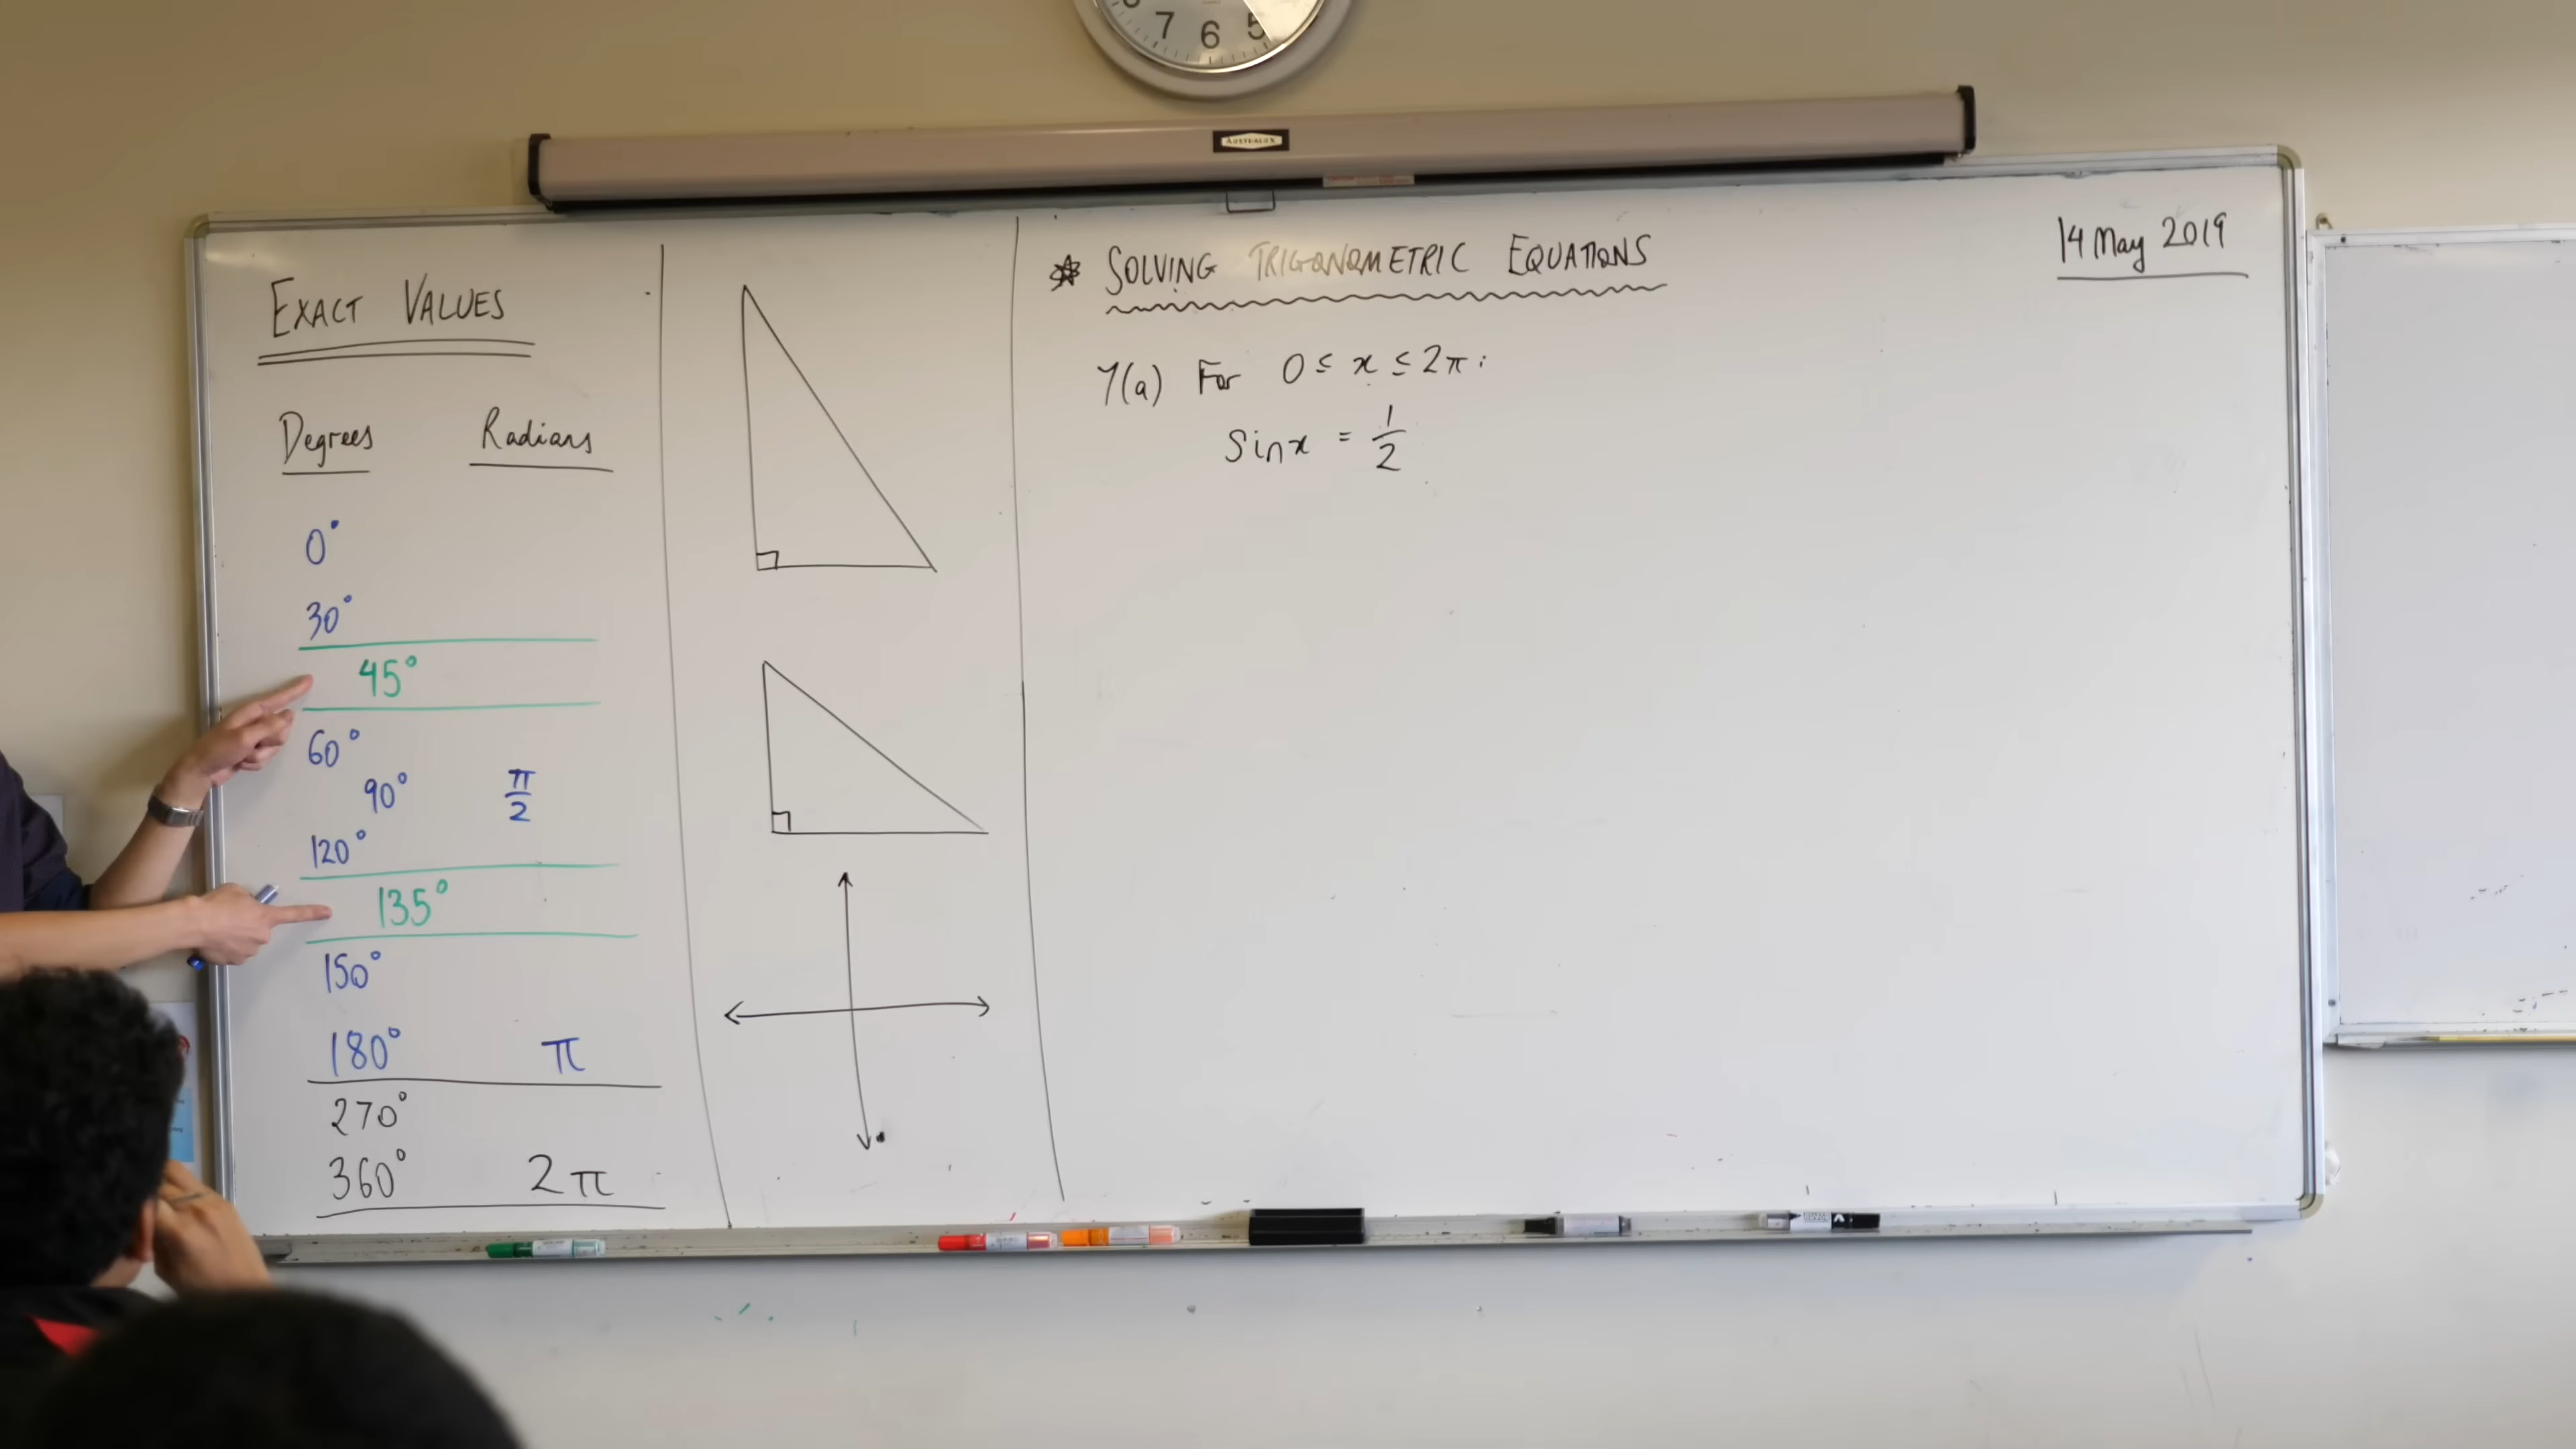 7 6 5
AUSTRALUX
EXACT VALUES
Degrees Radians
0°
30°
45°
60°
90° π/2
120°
135°
150°
180° π
270°
360° 2π
* SOLVING TRIGONOMETRIC EQUATIONS
7(a) For 0 ≤ x ≤ 2π:
sin x = 1/2
14 May 2019